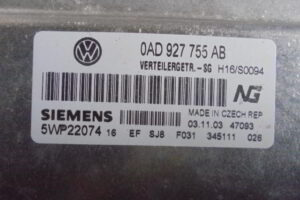 0AD 927 755 AB
VERTEILERGETR.-SG H16/S0094
NG
SIEMENS
MADE IN CZECH REP
03.11.03 47093
5WP22074 16 EF SJ8 F031 345111 026